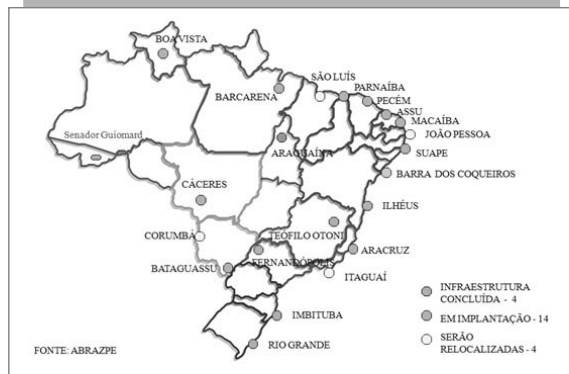 BOA VISTA
SÃO LUÍS
PARNAÍBA
BARCARENA
PECÉM
ASSU
MACAÍBA
JOÃO PESSOA
Senador Guiomard
ARAGUAÍNA
SUAPE
BARRA DOS COQUEIROS
CÁCERES
ILHÉUS
CORUMBÁ
TEÓFILO OTONI
ARACRUZ
FERNANDÓPOLIS
BATAGUASSU
ITAGUAÍ
INFRAESTRUTURA
CONCLUÍDA - 4
IMBITUBA
EM IMPLANTAÇÃO - 14
SERÃO
RELOCALIZADAS - 4
RIO GRANDE
FONTE: ABRAZPE